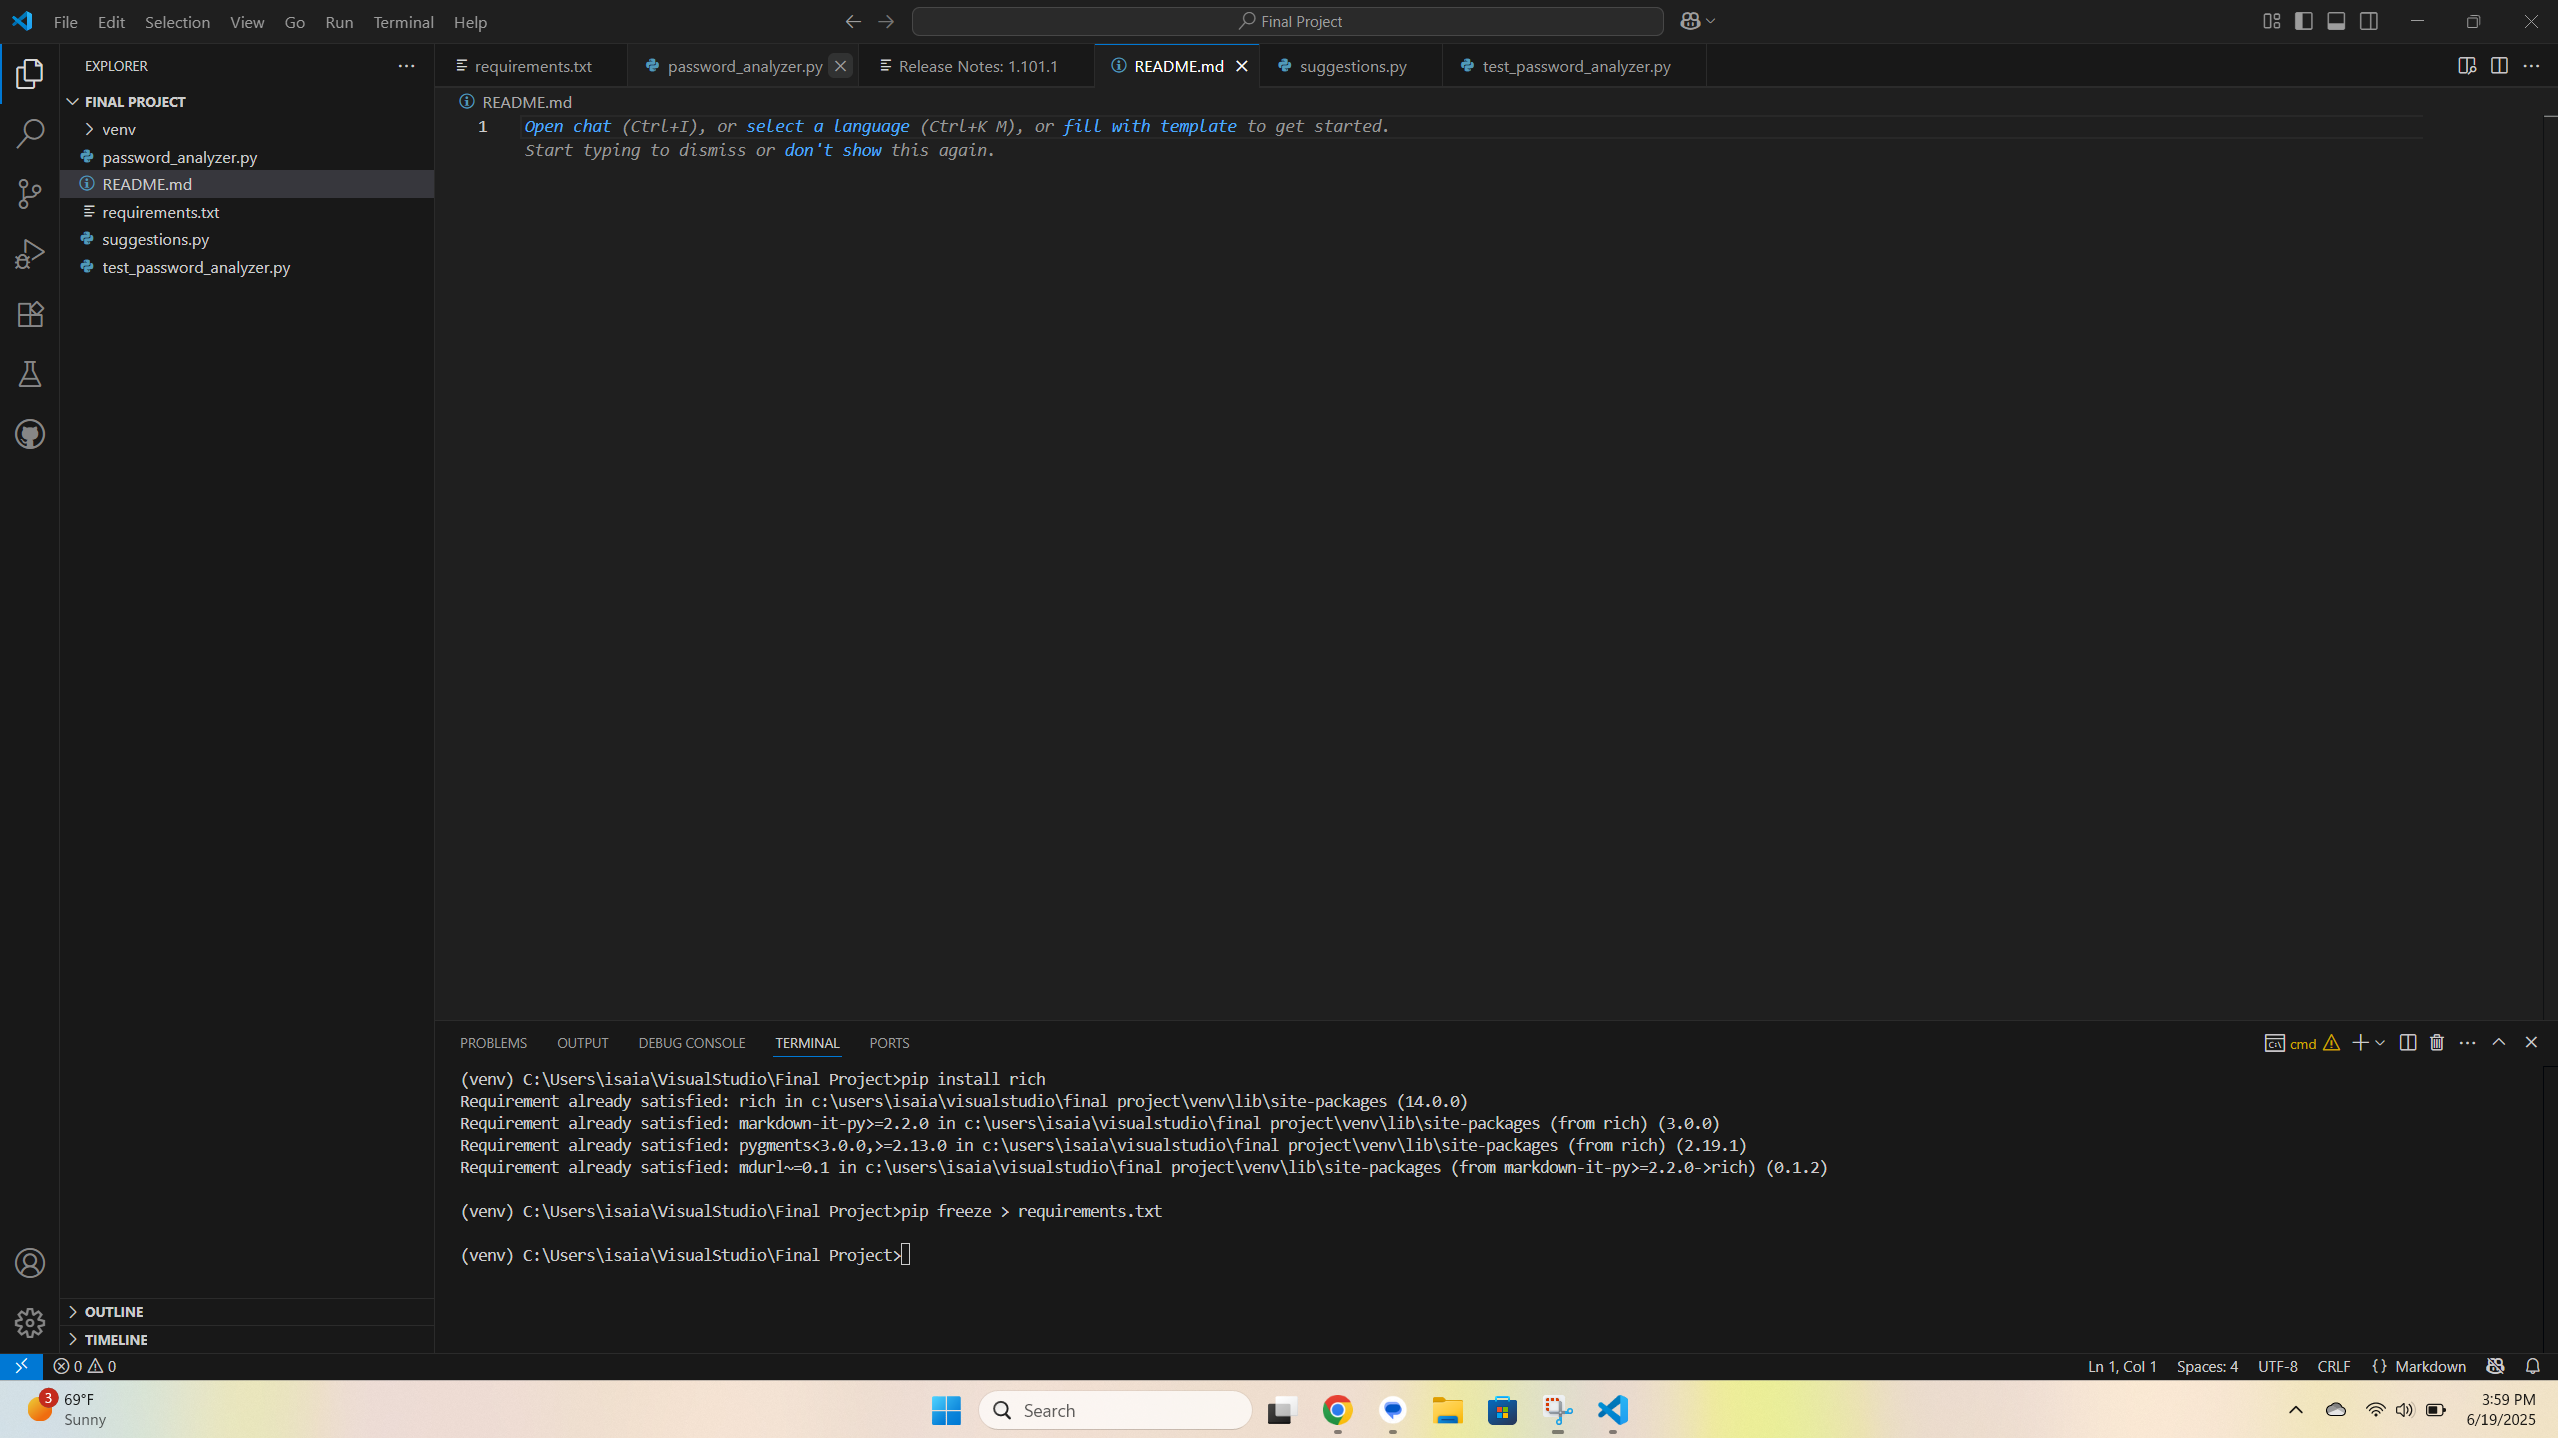 File Edit Selection View Go Run Terminal Help
Final Project
EXPLORER
FINAL PROJECT
venv
password_analyzer.py
README.md
requirements.txt
suggestions.py
test_password_analyzer.py
OUTLINE
TIMELINE
requirements.txt password_analyzer.py Release Notes: 1.101.1 README.md suggestions.py test_password_analyzer.py
README.md
1 Open chat (Ctrl+I), or select a language (Ctrl+K M), or fill with template to get started.
Start typing to dismiss or don't show this again.
PROBLEMS OUTPUT DEBUG CONSOLE TERMINAL PORTS
cmd
(venv) C:\Users\isaia\VisualStudio\Final Project>pip install rich
Requirement already satisfied: rich in c:\users\isaia\visualstudio\final project\venv\lib\site-packages (14.0.0)
Requirement already satisfied: markdown-it-py>=2.2.0 in c:\users\isaia\visualstudio\final project\venv\lib\site-packages (from rich) (3.0.0)
Requirement already satisfied: pygments<3.0.0,>=2.13.0 in c:\users\isaia\visualstudio\final project\venv\lib\site-packages (from rich) (2.19.1)
Requirement already satisfied: mdurl~=0.1 in c:\users\isaia\visualstudio\final project\venv\lib\site-packages (from markdown-it-py>=2.2.0->rich) (0.1.2)
(venv) C:\Users\isaia\VisualStudio\Final Project>pip freeze > requirements.txt
(venv) C:\Users\isaia\VisualStudio\Final Project>
0 0
Ln 1, Col 1 Spaces: 4 UTF-8 CRLF {} Markdown
3
69°F
Sunny
Search
3:59 PM
6/19/2025